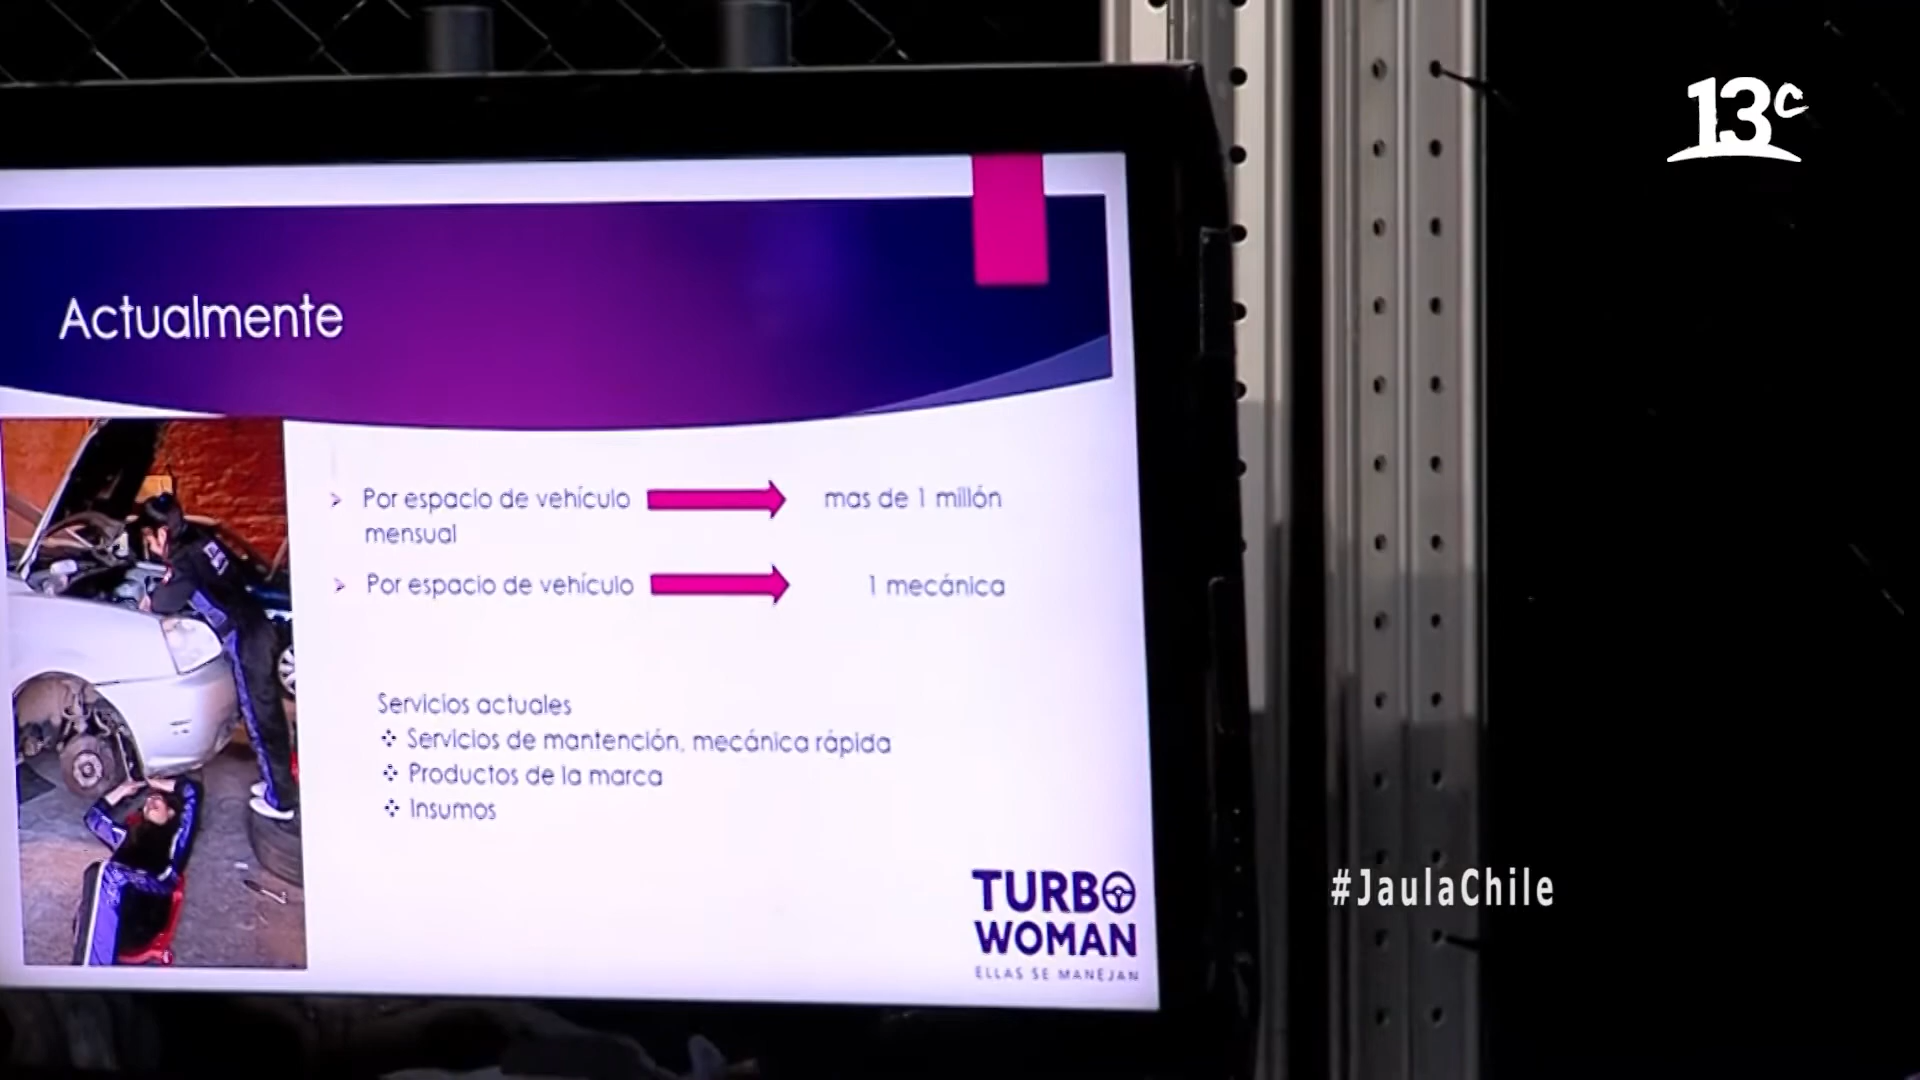 13c
Actualmente
Por espacio de vehículo mas de 1 millón
mensual
Por espacio de vehículo 1 mecánica
Servicios actuales
Servicios de mantención, mecánica rápida
Productos de la marca
Insumos
TURBO
WOMAN
ELLAS SE MANEJAN
#JaulaChile